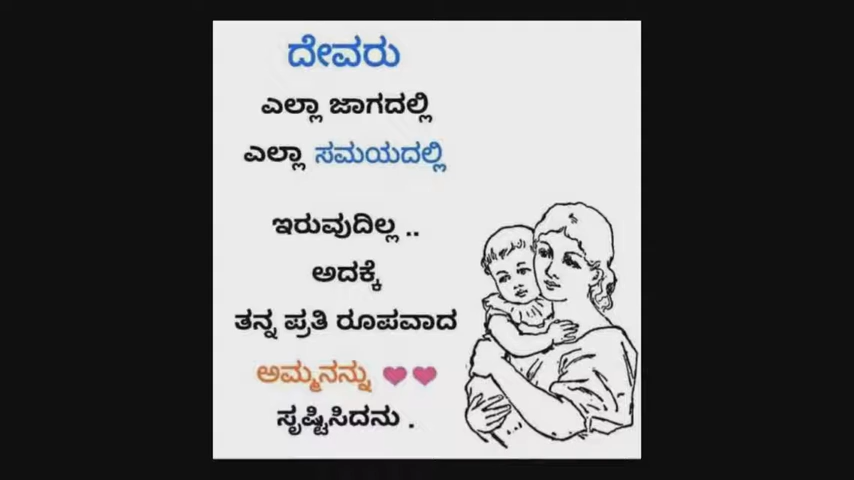 ದೇವರು
ಎಲ್ಲಾ ಜಾಗದಲ್ಲಿ
ಎಲ್ಲಾ ಸಮಯದಲ್ಲಿ
ಇರುವುದಿಲ್ಲ ..
ಅದಕ್ಕೆ
ತನ್ನ ಪ್ರತಿ ರೂಪವಾದ
ಅಮ್ಮನನ್ನು ❤❤
ಸೃಷ್ಟಿಸಿದನು .